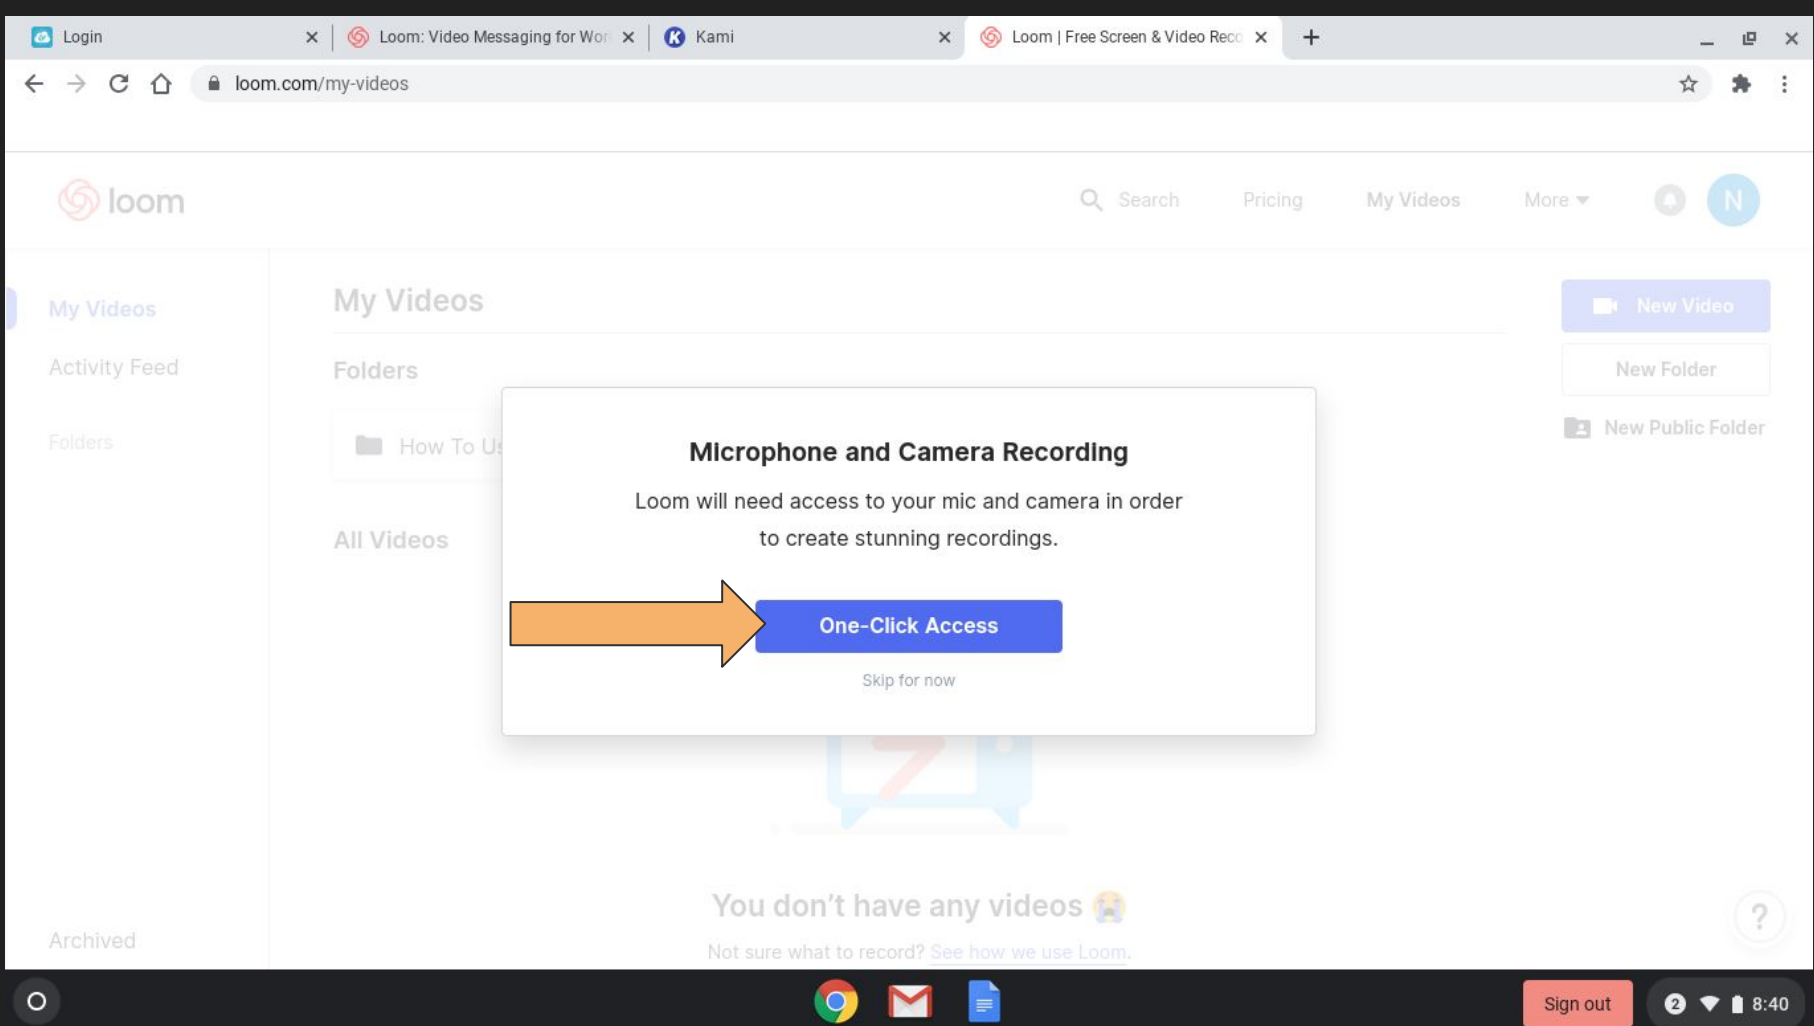 Login
Loom: Video Messaging for Wor
Kami
Loom | Free Screen & Video Reco
loom.com/my-videos
loom
Search
Pricing
My Videos
More
N
My Videos
Activity Feed
Folders
Archived
My Videos
Folders
How To Us
All Videos
New Video
New Folder
New Public Folder
Microphone and Camera Recording
Loom will need access to your mic and camera in order
to create stunning recordings.
One-Click Access
Skip for now
You don't have any videos 😭
Not sure what to record? See how we use Loom.
?
Sign out
2
8:40